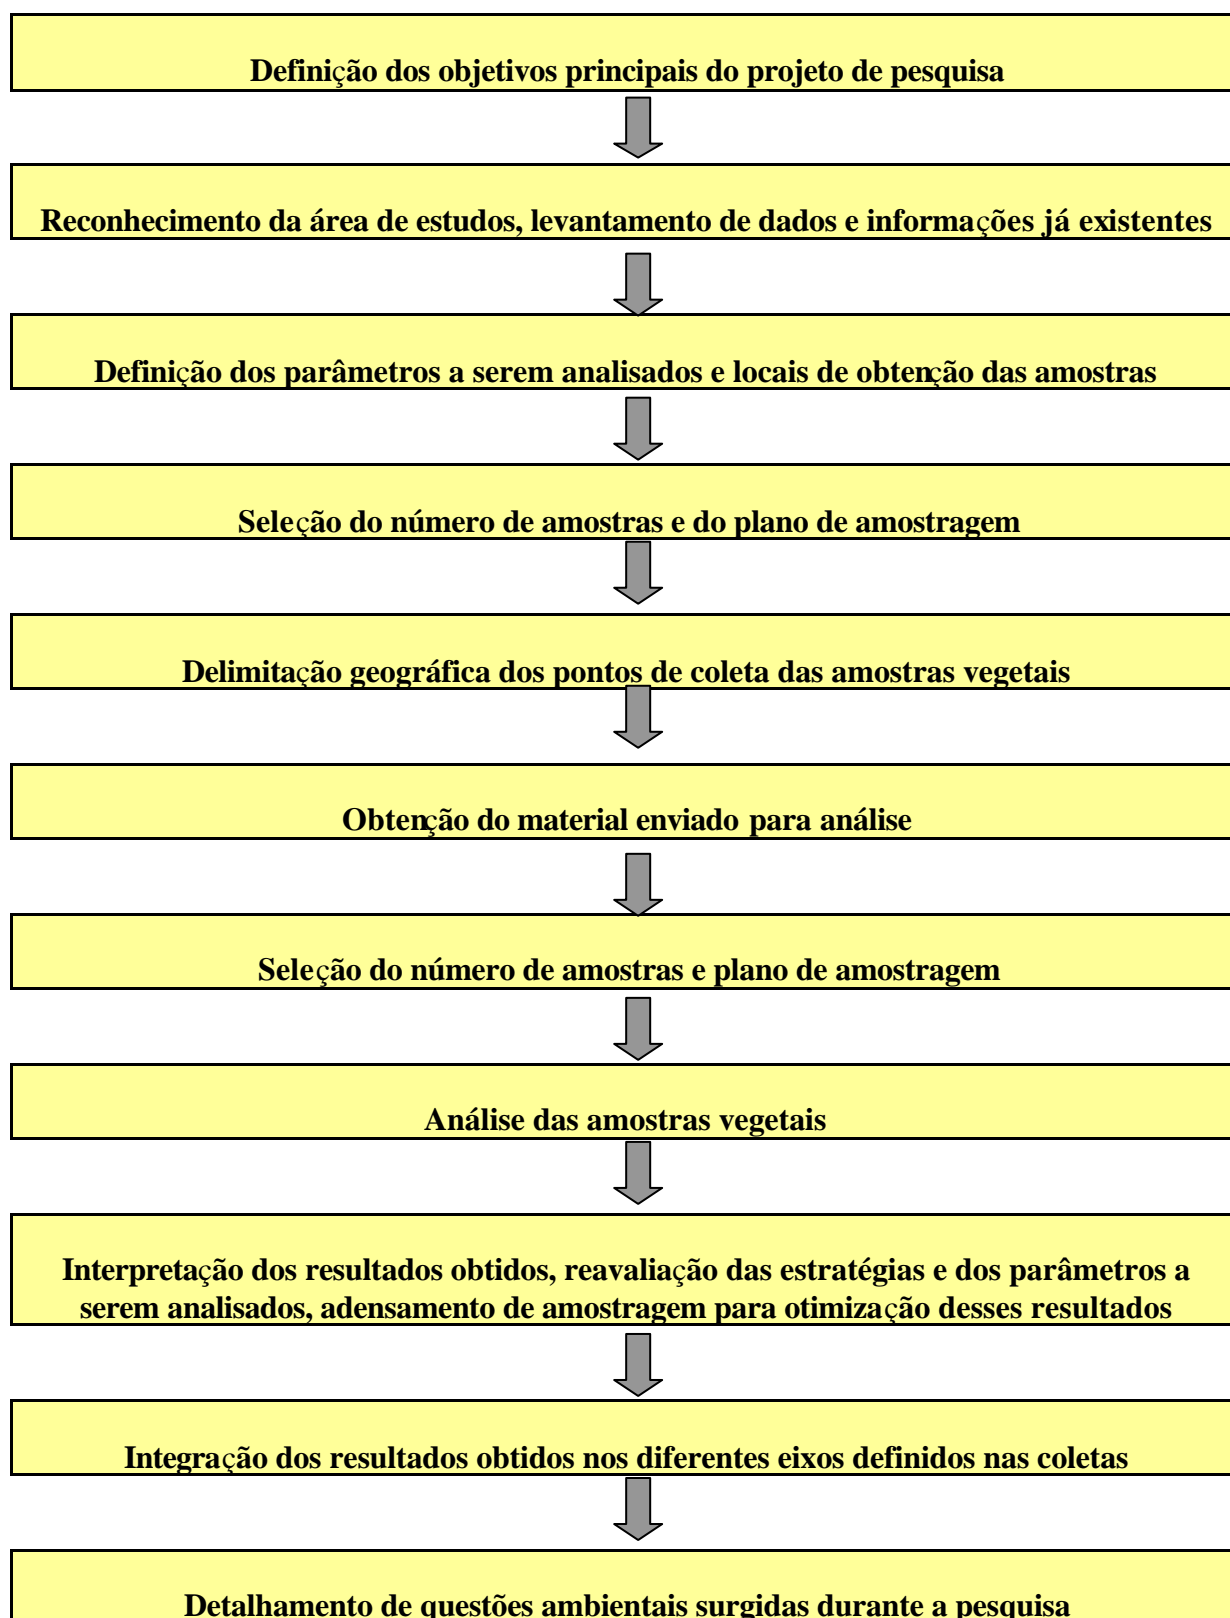 Definição dos objetivos principais do projeto de pesquisa
Reconhecimento da área de estudos, levantamento de dados e informações já existentes
Definição dos parâmetros a serem analisados e locais de obtenção das amostras
Seleção do número de amostras e do plano de amostragem
Delimitação geográfica dos pontos de coleta das amostras vegetais
Obtenção do material enviado para análise
Seleção do número de amostras e plano de amostragem
Análise das amostras vegetais
Interpretação dos resultados obtidos, reavaliação das estratégias e dos parâmetros a
serem analisados, adensamento de amostragem para otimização desses resultados
Integração dos resultados obtidos nos diferentes eixos definidos nas coletas
Detalhamento de questões ambientais surgidas durante a pesquisa